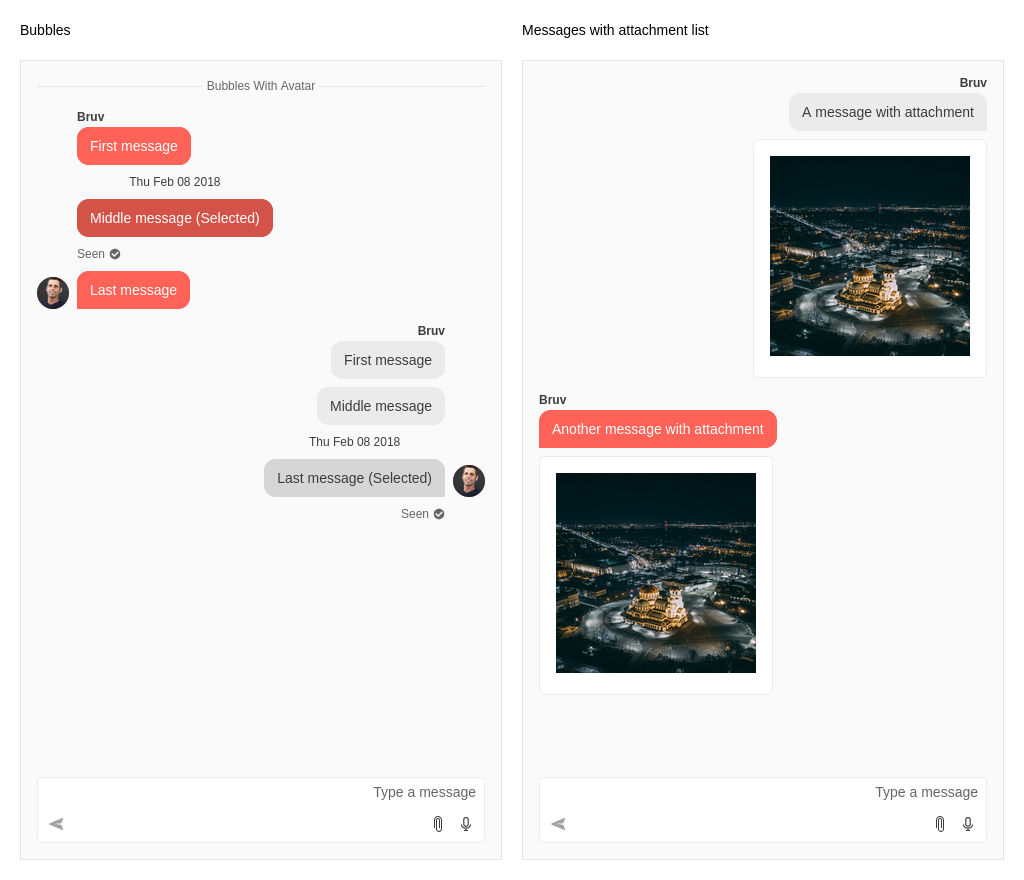 Bubbles
Bubbles With Avatar
Bruv
First message
Thu Feb 08 2018
Middle message (Selected)
Seen
Last message
Bruv
First message
Middle message
Thu Feb 08 2018
Last message (Selected)
Seen
Type a message
Messages with attachment list
Bruv
A message with attachment
Bruv
Another message with attachment
Type a message